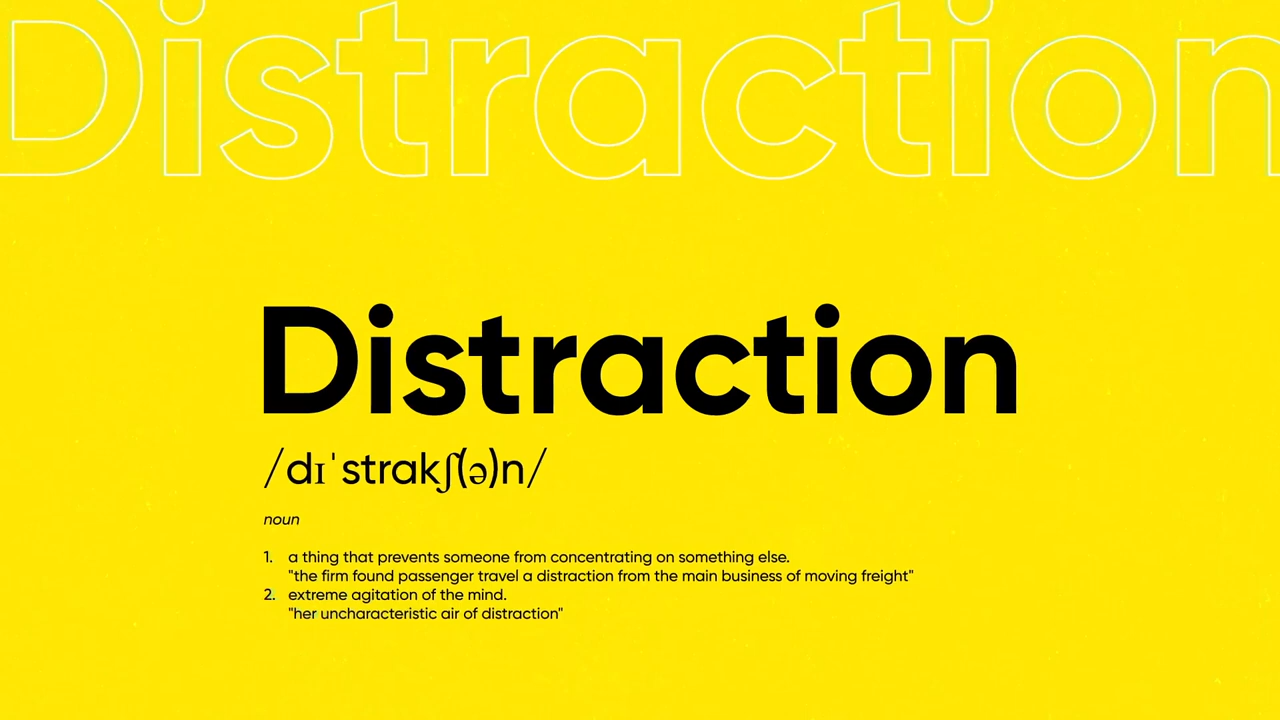 Distraction
Distraction
/dɪˈstrakʃ(ə)n/
noun
1. a thing that prevents someone from concentrating on something else.
"the firm found passenger travel a distraction from the main business of moving freight"
2. extreme agitation of the mind.
"her uncharacteristic air of distraction"